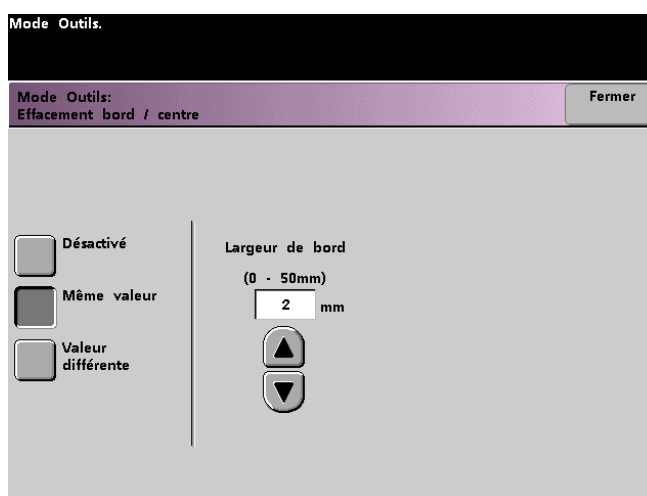 Mode Outils.
Mode Outils:
Effacement bord / centre
Fermer
Désactivé
Même valeur
Valeur
différente
Largeur de bord
(0 - 50mm)
2 mm